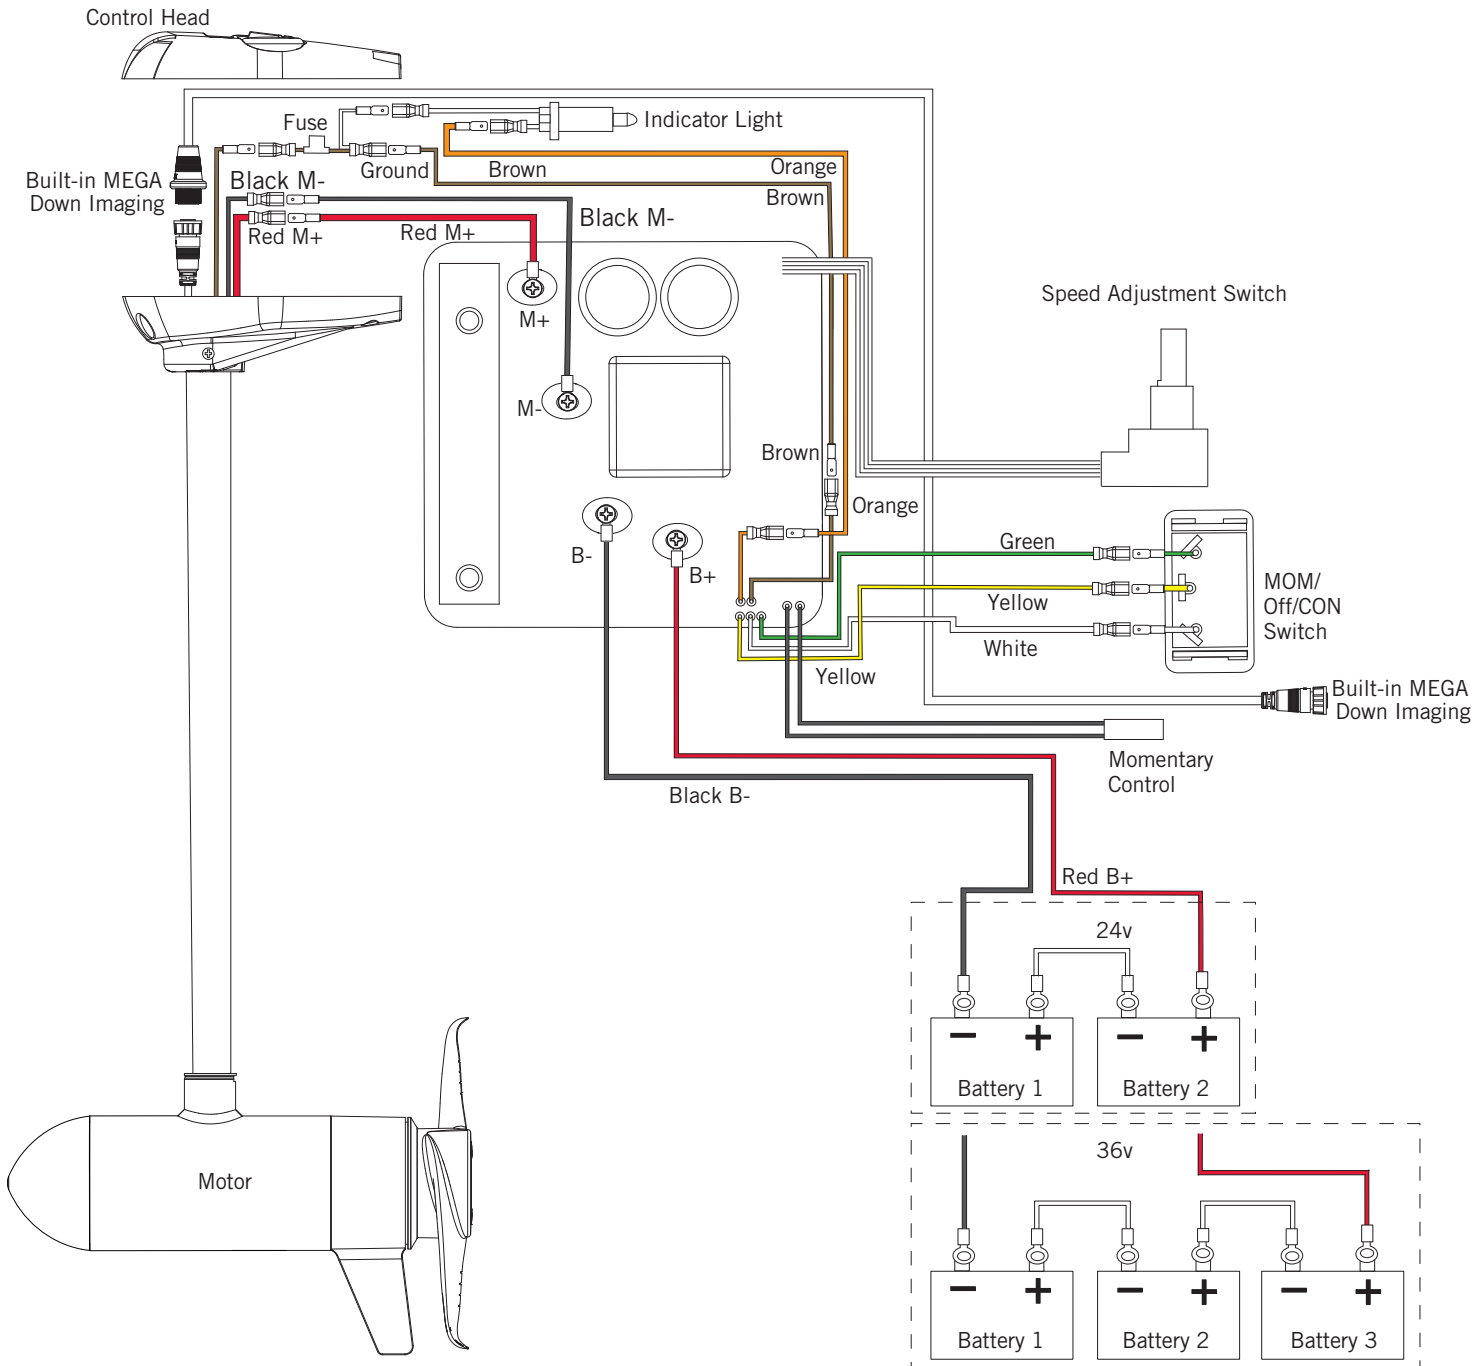 Control Head
Indicator Light
Fuse
Ground
Brown
Orange
Brown
Built-in MEGA
Down Imaging
Black M-
Black M-
Red M+
Red M+
M+
M-
Speed Adjustment Switch
Brown
Orange
B-
B+
Green
Yellow
White
Yellow
MOM/
Off/CON
Switch
Built-in MEGA
Down Imaging
Momentary
Control
Black B-
Red B+
24v
− + − +
Battery 1 Battery 2
36v
− + − + − +
Battery 1 Battery 2 Battery 3
Motor